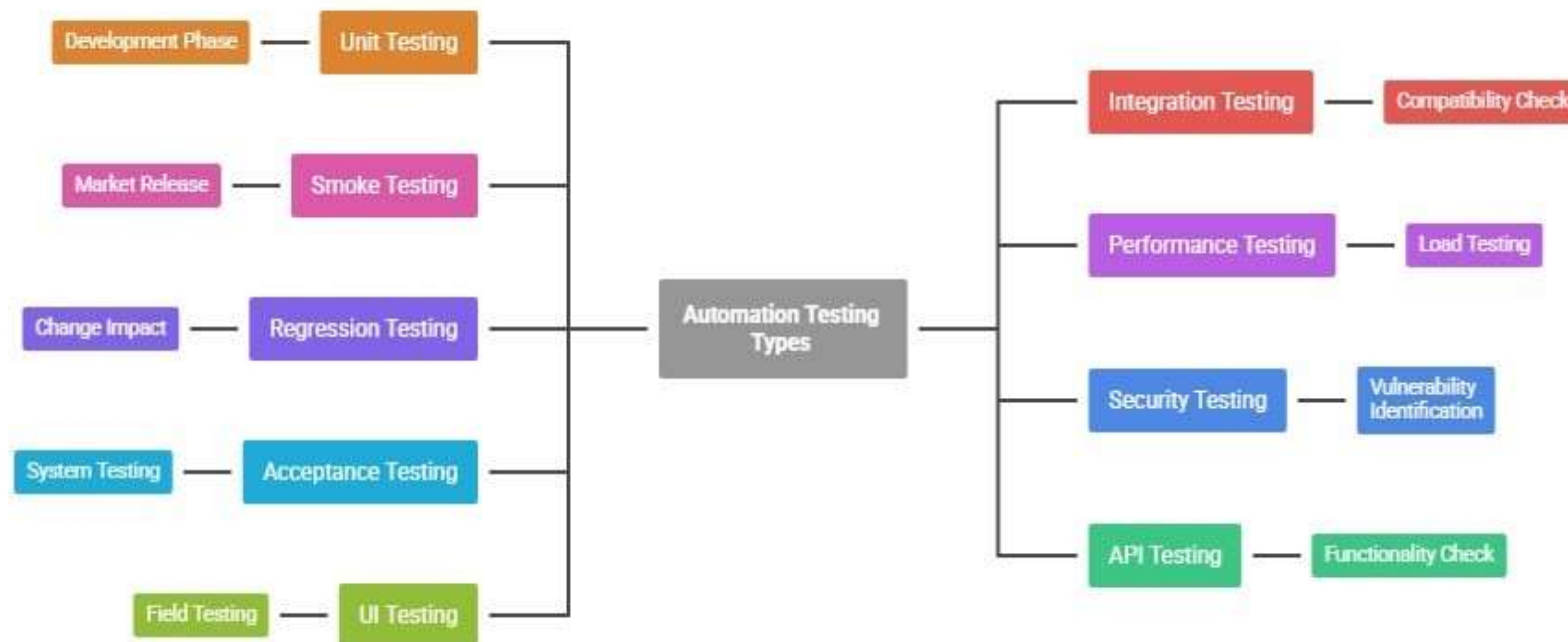 Development Phase
Unit Testing
Market Release
Smoke Testing
Change Impact
Regression Testing
System Testing
Acceptance Testing
Field Testing
UI Testing
Automation Testing
Types
Integration Testing
Compatibility Check
Performance Testing
Load Testing
Security Testing
Vulnerability
Identification
API Testing
Functionality Check